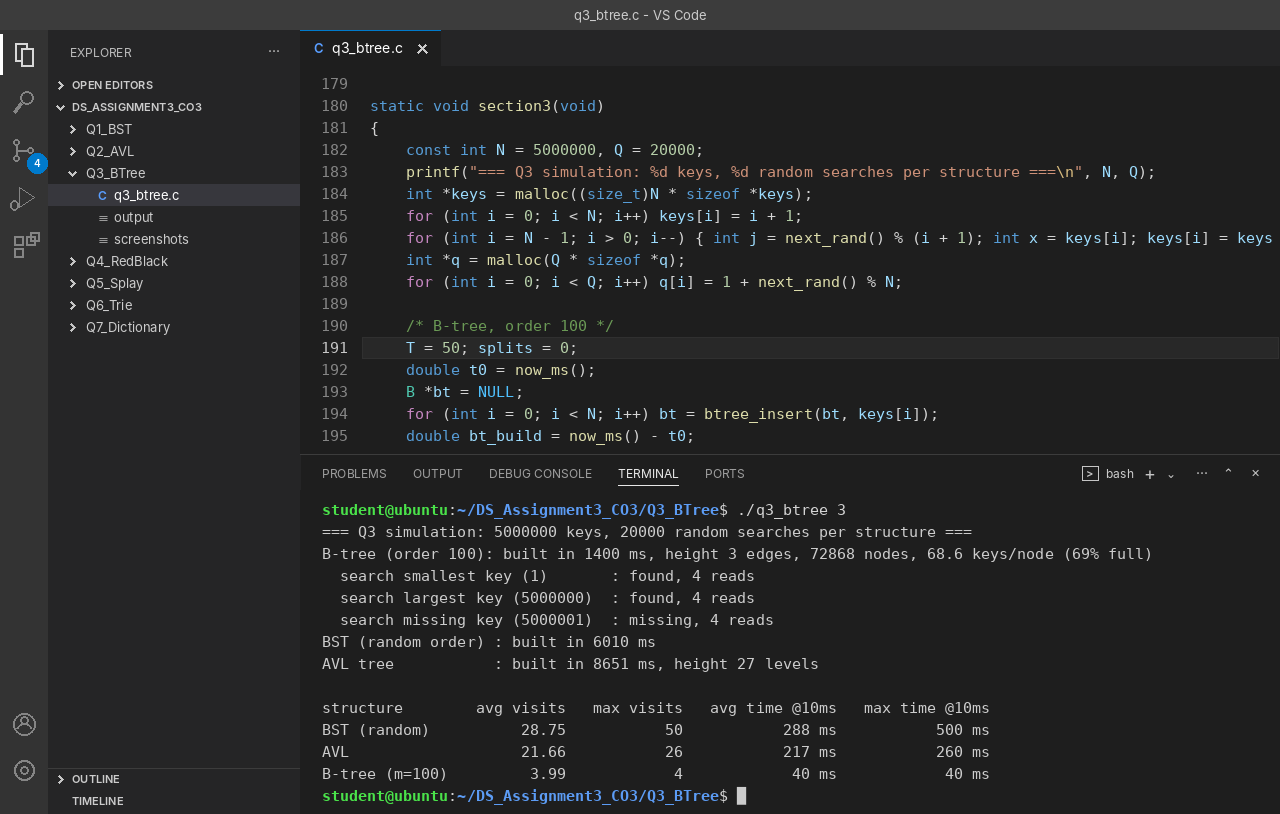 q3_btree.c - VS Code
EXPLORER
OPEN EDITORS
DS_ASSIGNMENT3_CO3
Q1_BST
Q2_AVL
Q3_BTree
C q3_btree.c
output
screenshots
Q4_RedBlack
Q5_Splay
Q6_Trie
Q7_Dictionary
4
OUTLINE
TIMELINE
C q3_btree.c
179
180 static void section3(void)
181 {
182     const int N = 5000000, Q = 20000;
183     printf("=== Q3 simulation: %d keys, %d random searches per structure ===\n", N, Q);
184     int *keys = malloc((size_t)N * sizeof *keys);
185     for (int i = 0; i < N; i++) keys[i] = i + 1;
186     for (int i = N - 1; i > 0; i--) { int j = next_rand() % (i + 1); int x = keys[i]; keys[i] = keys
187     int *q = malloc(Q * sizeof *q);
188     for (int i = 0; i < Q; i++) q[i] = 1 + next_rand() % N;
189
190     /* B-tree, order 100 */
191     T = 50; splits = 0;
192     double t0 = now_ms();
193     B *bt = NULL;
194     for (int i = 0; i < N; i++) bt = btree_insert(bt, keys[i]);
195     double bt_build = now_ms() - t0;
PROBLEMS OUTPUT DEBUG CONSOLE TERMINAL PORTS
bash
student@ubuntu:~/DS_Assignment3_CO3/Q3_BTree$ ./q3_btree 3
=== Q3 simulation: 5000000 keys, 20000 random searches per structure ===
B-tree (order 100): built in 1400 ms, height 3 edges, 72868 nodes, 68.6 keys/node (69% full)
  search smallest key (1)       : found, 4 reads
  search largest key (5000000)  : found, 4 reads
  search missing key (5000001)  : missing, 4 reads
BST (random order) : built in 6010 ms
AVL tree           : built in 8651 ms, height 27 levels
structure        avg visits   max visits   avg time @10ms   max time @10ms
BST (random)          28.75           50           288 ms           500 ms
AVL                   21.66           26           217 ms           260 ms
B-tree (m=100)         3.99            4            40 ms            40 ms
student@ubuntu:~/DS_Assignment3_CO3/Q3_BTree$